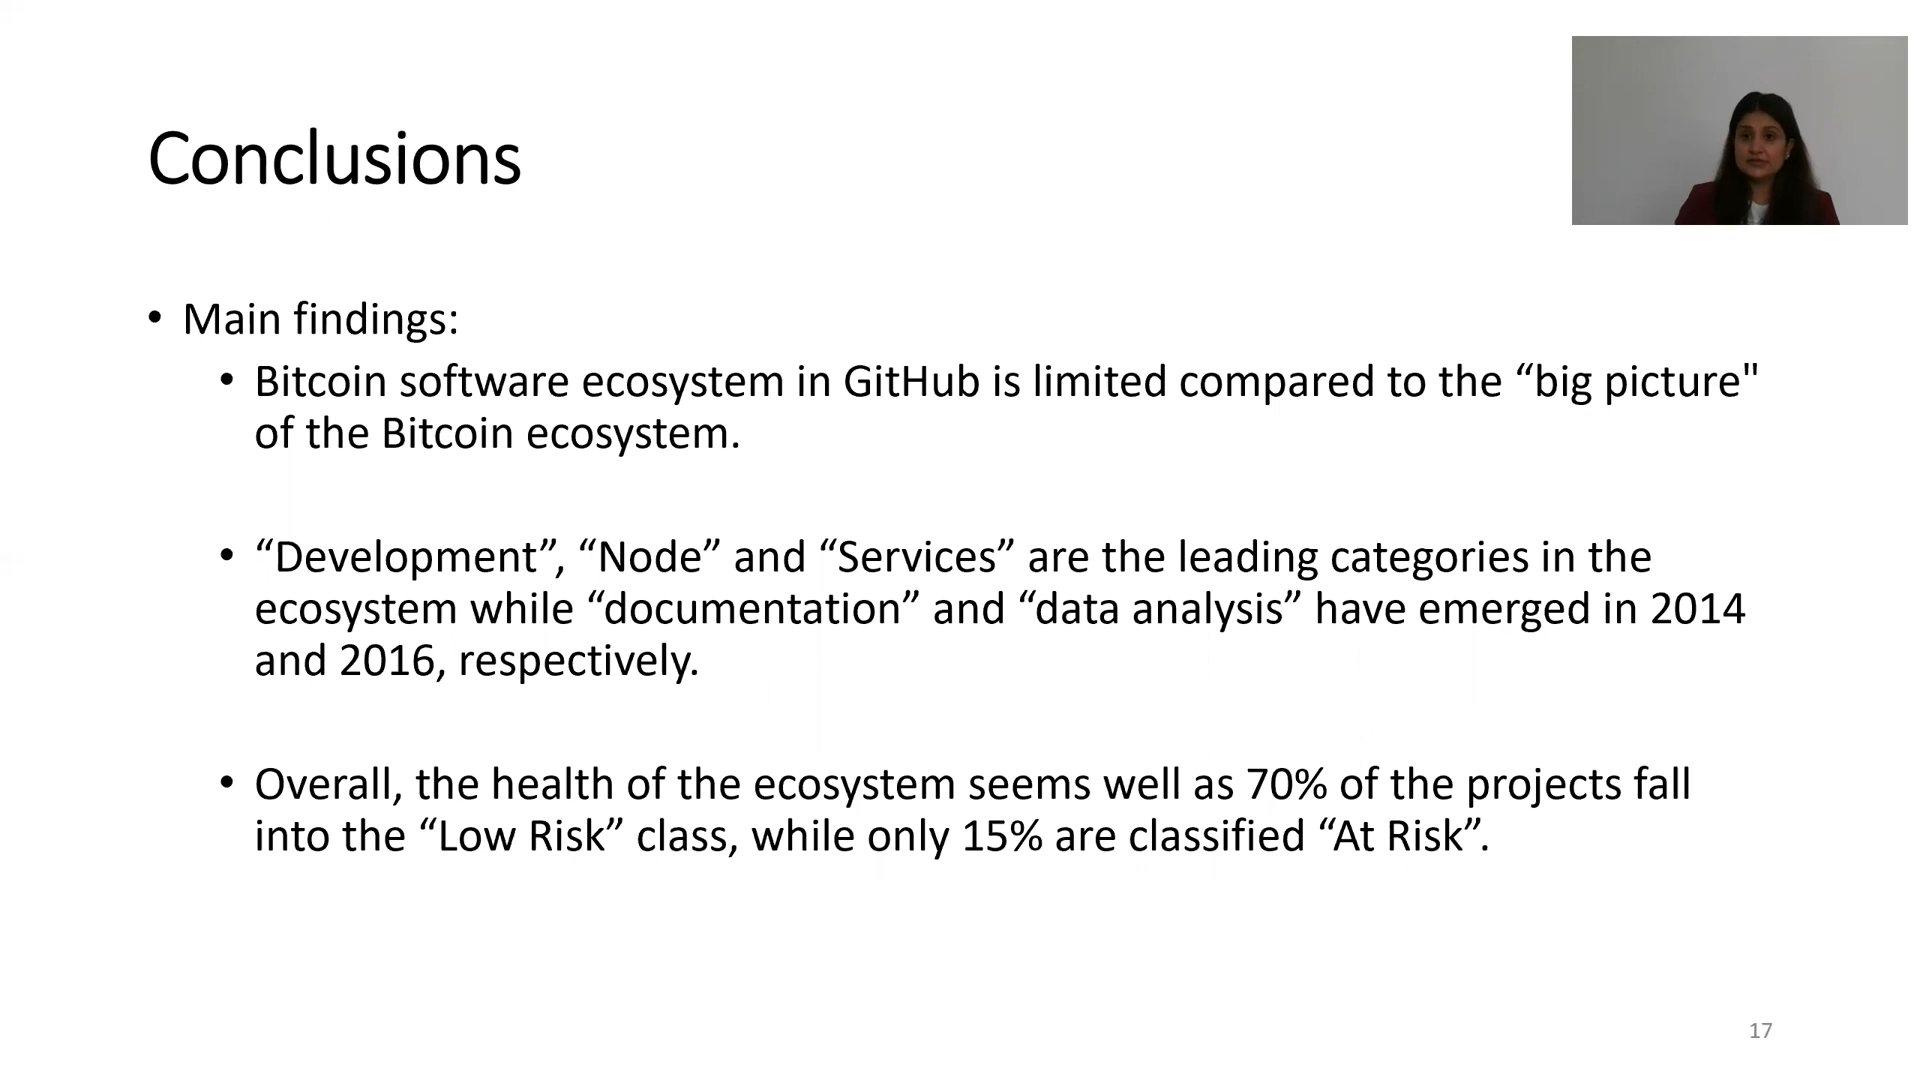 Conclusions
• Main findings:
• Bitcoin software ecosystem in GitHub is limited compared to the “big picture"
of the Bitcoin ecosystem.
• “Development”, “Node” and “Services” are the leading categories in the
ecosystem while “documentation” and “data analysis” have emerged in 2014
and 2016, respectively.
• Overall, the health of the ecosystem seems well as 70% of the projects fall
into the “Low Risk” class, while only 15% are classified “At Risk”.
17